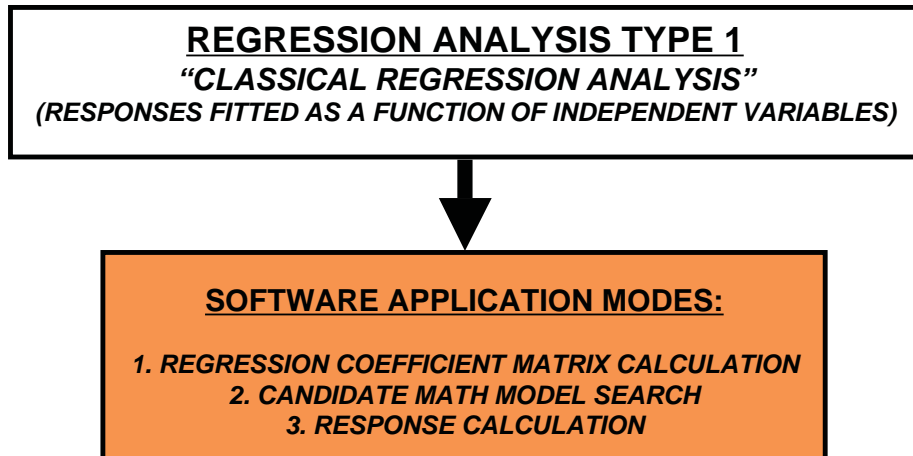 REGRESSION ANALYSIS TYPE 1
“CLASSICAL REGRESSION ANALYSIS”
(RESPONSES FITTED AS A FUNCTION OF INDEPENDENT VARIABLES)
SOFTWARE APPLICATION MODES:
1. REGRESSION COEFFICIENT MATRIX CALCULATION
2. CANDIDATE MATH MODEL SEARCH
3. RESPONSE CALCULATION